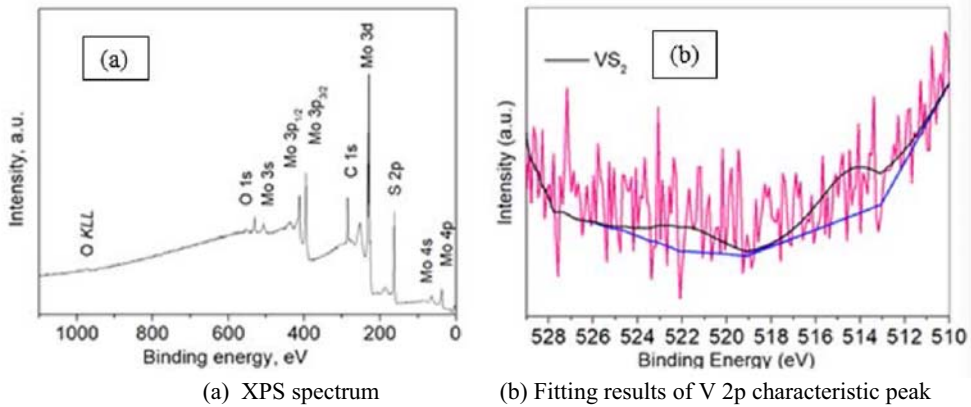 (a)
Intensity, a.u.
O KLL
O 1s
Mo 3s
Mo 3p1/2
Mo 3p3/2
C 1s
Mo 3d
S 2p
Mo 4s
Mo 4p
1000 800 600 400 200 0
Binding energy, eV
VS2
(b)
Intensity (a.u.)
528 526 524 522 520 518 516 514 512 510
Binding Energy (eV)
(a) XPS spectrum
(b) Fitting results of V 2p characteristic peak